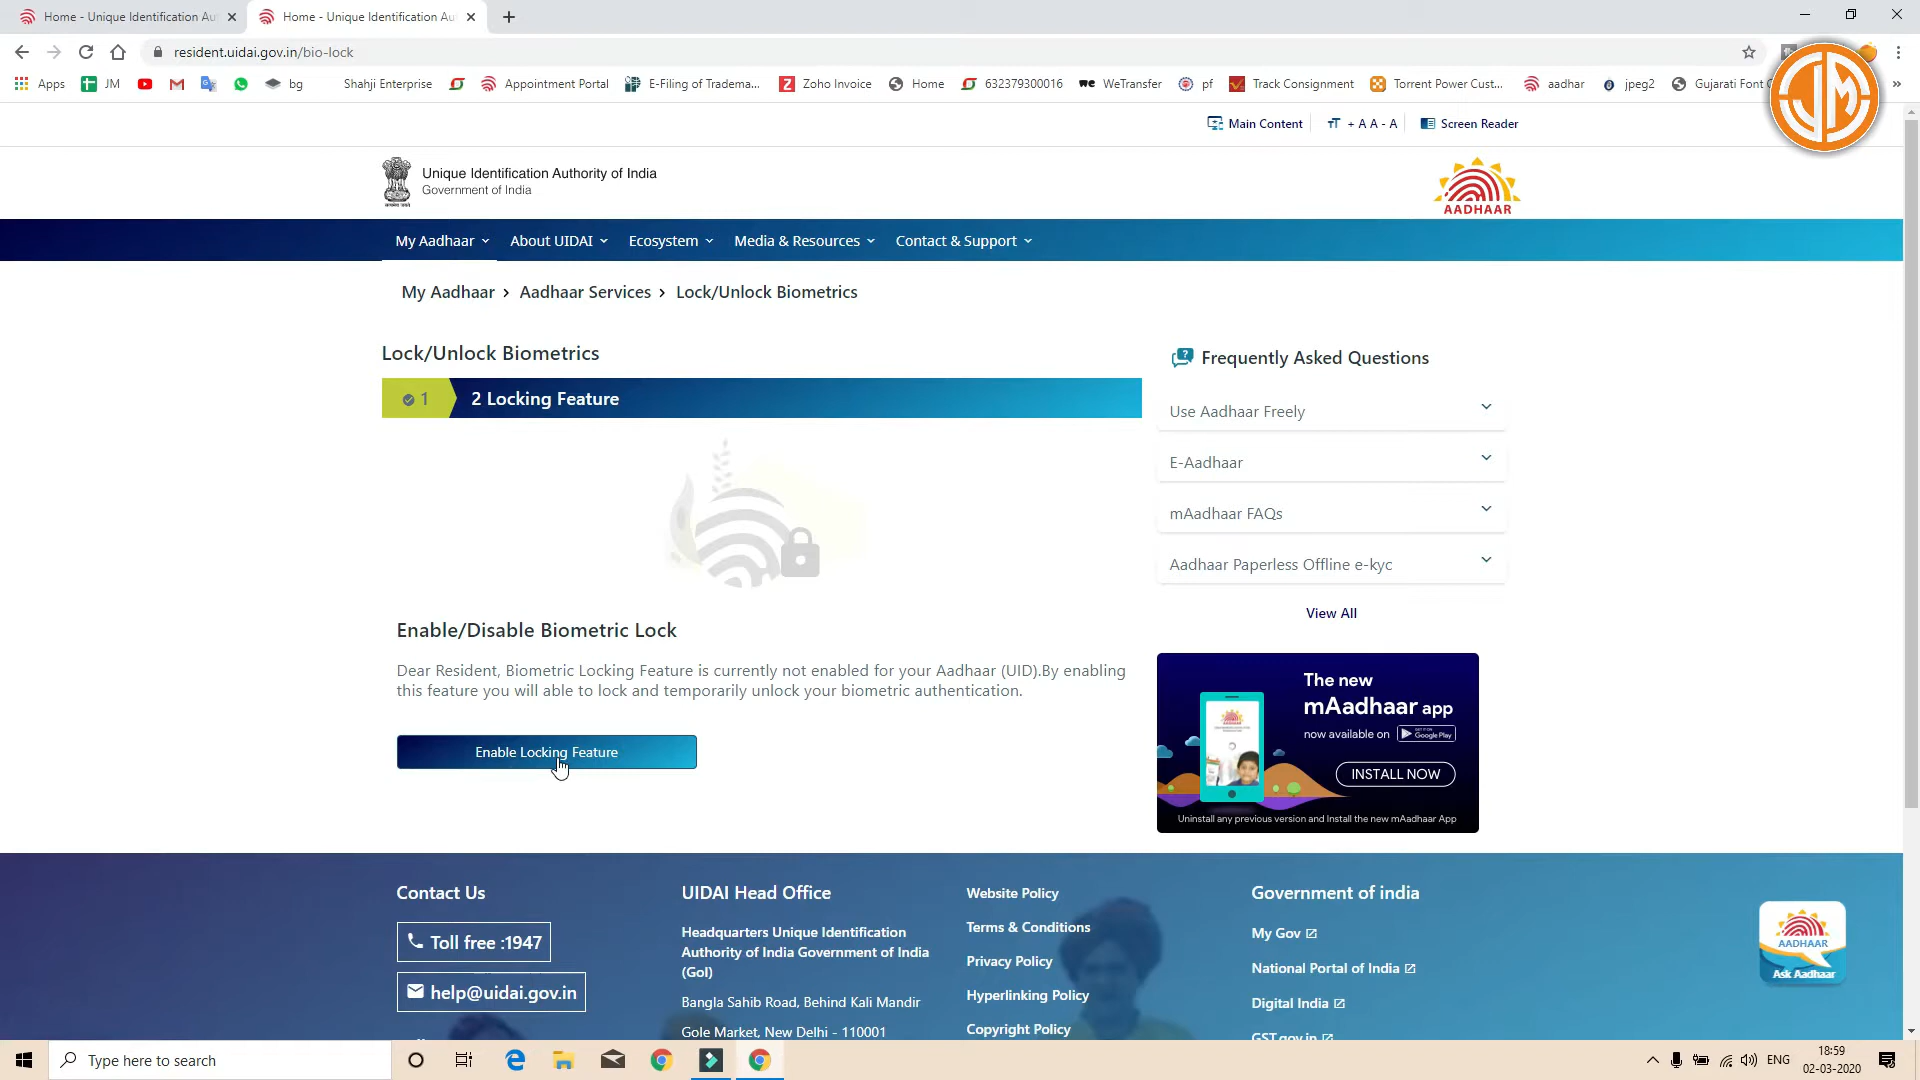 Home - Unique Identification Aut
Home - Unique Identification Au
resident.uidai.gov.in/bio-lock
Apps
JM
bg
Shahji Enterprise
Appointment Portal
E-Filing of Tradema...
Zoho Invoice
Home
632379300016
WeTransfer
pf
Track Consignment
Torrent Power Cust...
aadhar
jpeg2
Gujarati Font
JM
Main Content
+ A A - A
Screen Reader
Unique Identification Authority of India
Government of India
AADHAAR
My Aadhaar
About UIDAI
Ecosystem
Media & Resources
Contact & Support
My Aadhaar > Aadhaar Services > Lock/Unlock Biometrics
Lock/Unlock Biometrics
1
2 Locking Feature
Enable/Disable Biometric Lock
Dear Resident, Biometric Locking Feature is currently not enabled for your Aadhaar (UID).By enabling
this feature you will able to lock and temporarily unlock your biometric authentication.
Enable Locking Feature
Frequently Asked Questions
Use Aadhaar Freely
E-Aadhaar
mAadhaar FAQs
Aadhaar Paperless Offline e-kyc
View All
The new
mAadhaar app
now available on
GET IT ON
Google Play
INSTALL NOW
Uninstall any previous version and Install the new mAadhaar App
Contact Us
Toll free :1947
help@uidai.gov.in
UIDAI Head Office
Headquarters Unique Identification
Authority of India Government of India
(GoI)
Bangla Sahib Road, Behind Kali Mandir
Gole Market, New Delhi - 110001
Website Policy
Terms & Conditions
Privacy Policy
Hyperlinking Policy
Copyright Policy
Government of india
My Gov
National Portal of India
Digital India
GST.gov.in
AADHAAR
Ask Aadhaar
Type here to search
ENG
18:59
02-03-2020